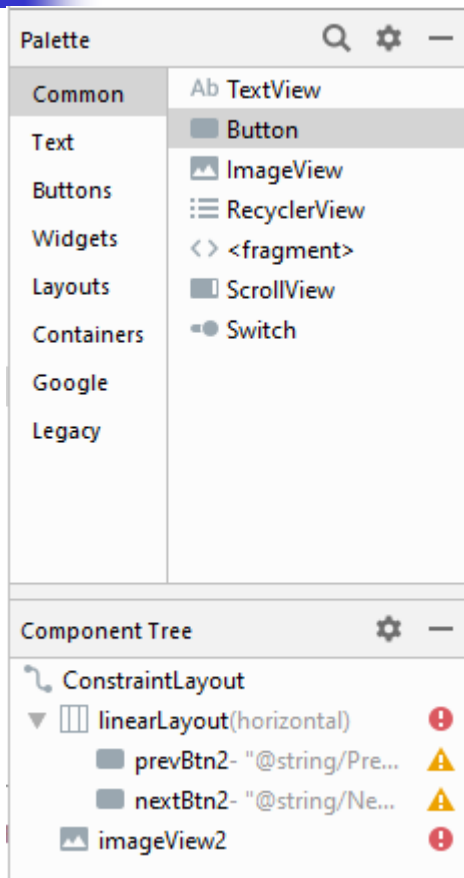 Palette
Common
Text
Buttons
Widgets
Layouts
Containers
Google
Legacy
Ab TextView
Button
ImageView
RecyclerView
<> <fragment>
ScrollView
Switch
Component Tree
ConstraintLayout
linearLayout(horizontal)
prevBtn2- "@string/Pre...
nextBtn2- "@string/Ne...
imageView2